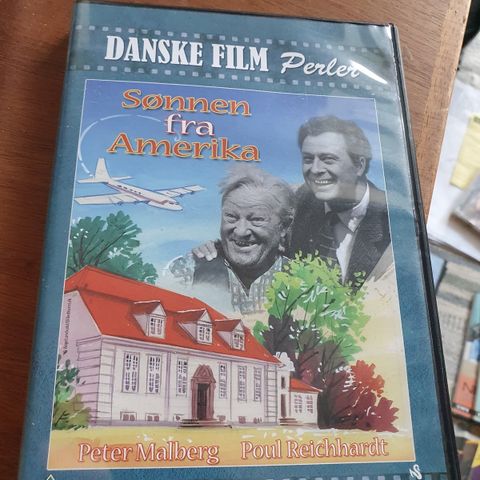 DANSKE FILM Perler
Sønnen
fra
Amerika
Peter Malberg Poul Reichhardt